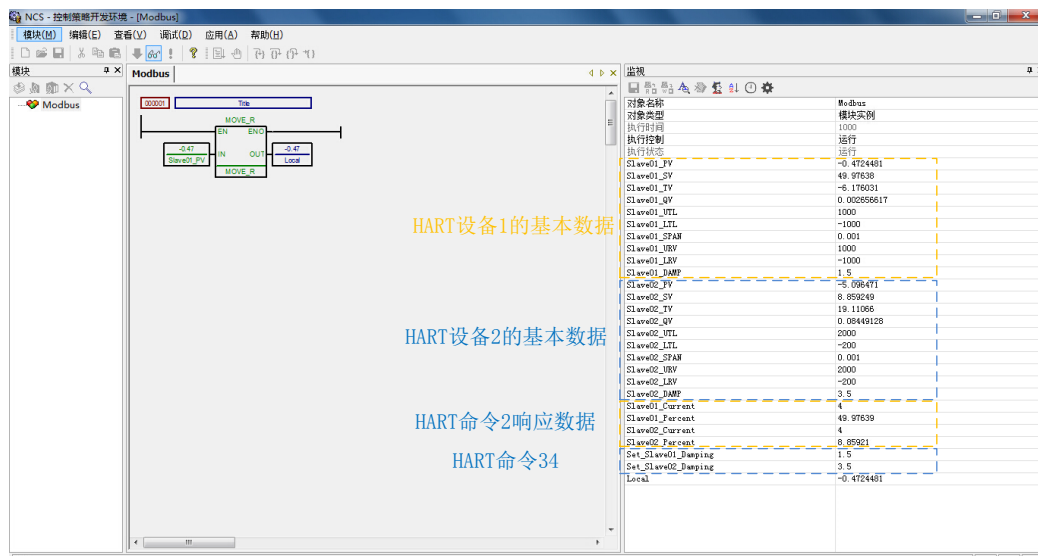 NCS - 控制策略开发环境 - [Modbus]
模块(M) 编辑(E) 查看(V) 调试(D) 应用(A) 帮助(H)
模块
Modbus
Modbus
000001 Title
MOVE_R
EN ENO
-0.47 IN OUT -0.47
Slave01_PV Local
MOVE_R
HART设备1的基本数据
HART设备2的基本数据
HART命令2响应数据
HART命令34
监视
对象名称 Modbus
对象类型 模块实例
执行时间 1000
执行控制 运行
执行状态 运行
Slave01_PV -0.4724481
Slave01_SV 49.97638
Slave01_TV -6.176031
Slave01_QV 0.002656617
Slave01_UTL 1000
Slave01_LTL -1000
Slave01_SPAN 0.001
Slave01_URV 1000
Slave01_LRV -1000
Slave01_DAMP 1.5
Slave02_PV -5.096471
Slave02_SV 8.859249
Slave02_TV 19.11066
Slave02_QV 0.08449128
Slave02_UTL 2000
Slave02_LTL -200
Slave02_SPAN 0.001
Slave02_URV 2000
Slave02_LRV -200
Slave02_DAMP 3.5
Slave01_Current 4
Slave01_Percent 49.97639
Slave02_Current 4
Slave02_Percent 8.85921
Set_Slave01_Damping 1.5
Set_Slave02_Damping 3.5
Local -0.4724481